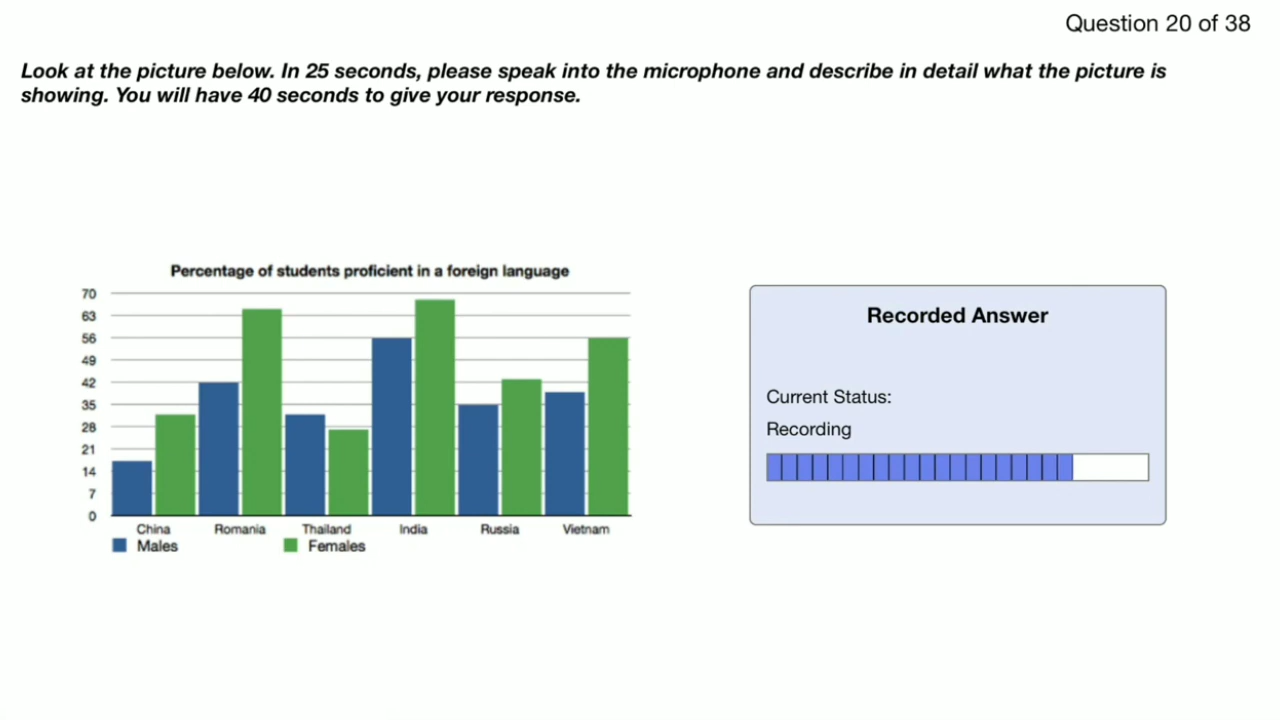 Question 20 of 38
Look at the picture below. In 25 seconds, please speak into the microphone and describe in detail what the picture is
showing. You will have 40 seconds to give your response.
Percentage of students proficient in a foreign language
70
63
56
49
42
35
28
21
14
7
0
China Romania Thailand India Russia Vietnam
Males Females
Recorded Answer
Current Status:
Recording